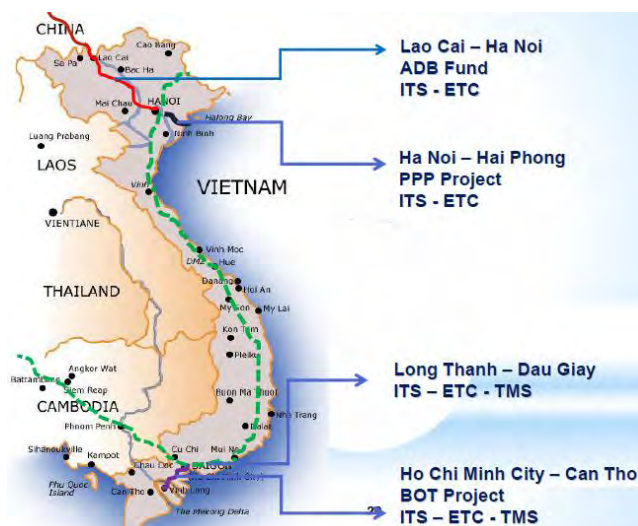 CHINA
Cao Bang
Lao Cai
Sa Pa
Bac Ha
Mai Chau
HANOI
Halong Bay
Ninh Binh
Luang Prabang
LAOS
VIETNAM
Vinh
VIENTIANE
Vinh Moc
DMZ
Hue
Danang
Hoi An
THAILAND
My Son
My Lai
Kon Tum
Pleiku
Angkor Wat
Battambang
Siem Reap
Buon Ma Thuot
CAMBODIA
Nha Trang
Phnom Penh
Dalat
Cu Chi
Mui Ne
Sihanoukville
Kampot
Chau Doc
SAIGON
Phu Quoc
Island
Can Tho
Vinh Long
The Mekong Delta
Lao Cai – Ha Noi
ADB Fund
ITS - ETC
Ha Noi – Hai Phong
PPP Project
ITS - ETC
Long Thanh – Dau Giay
ITS – ETC - TMS
Ho Chi Minh City – Can Tho
BOT Project
ITS – ETC - TMS